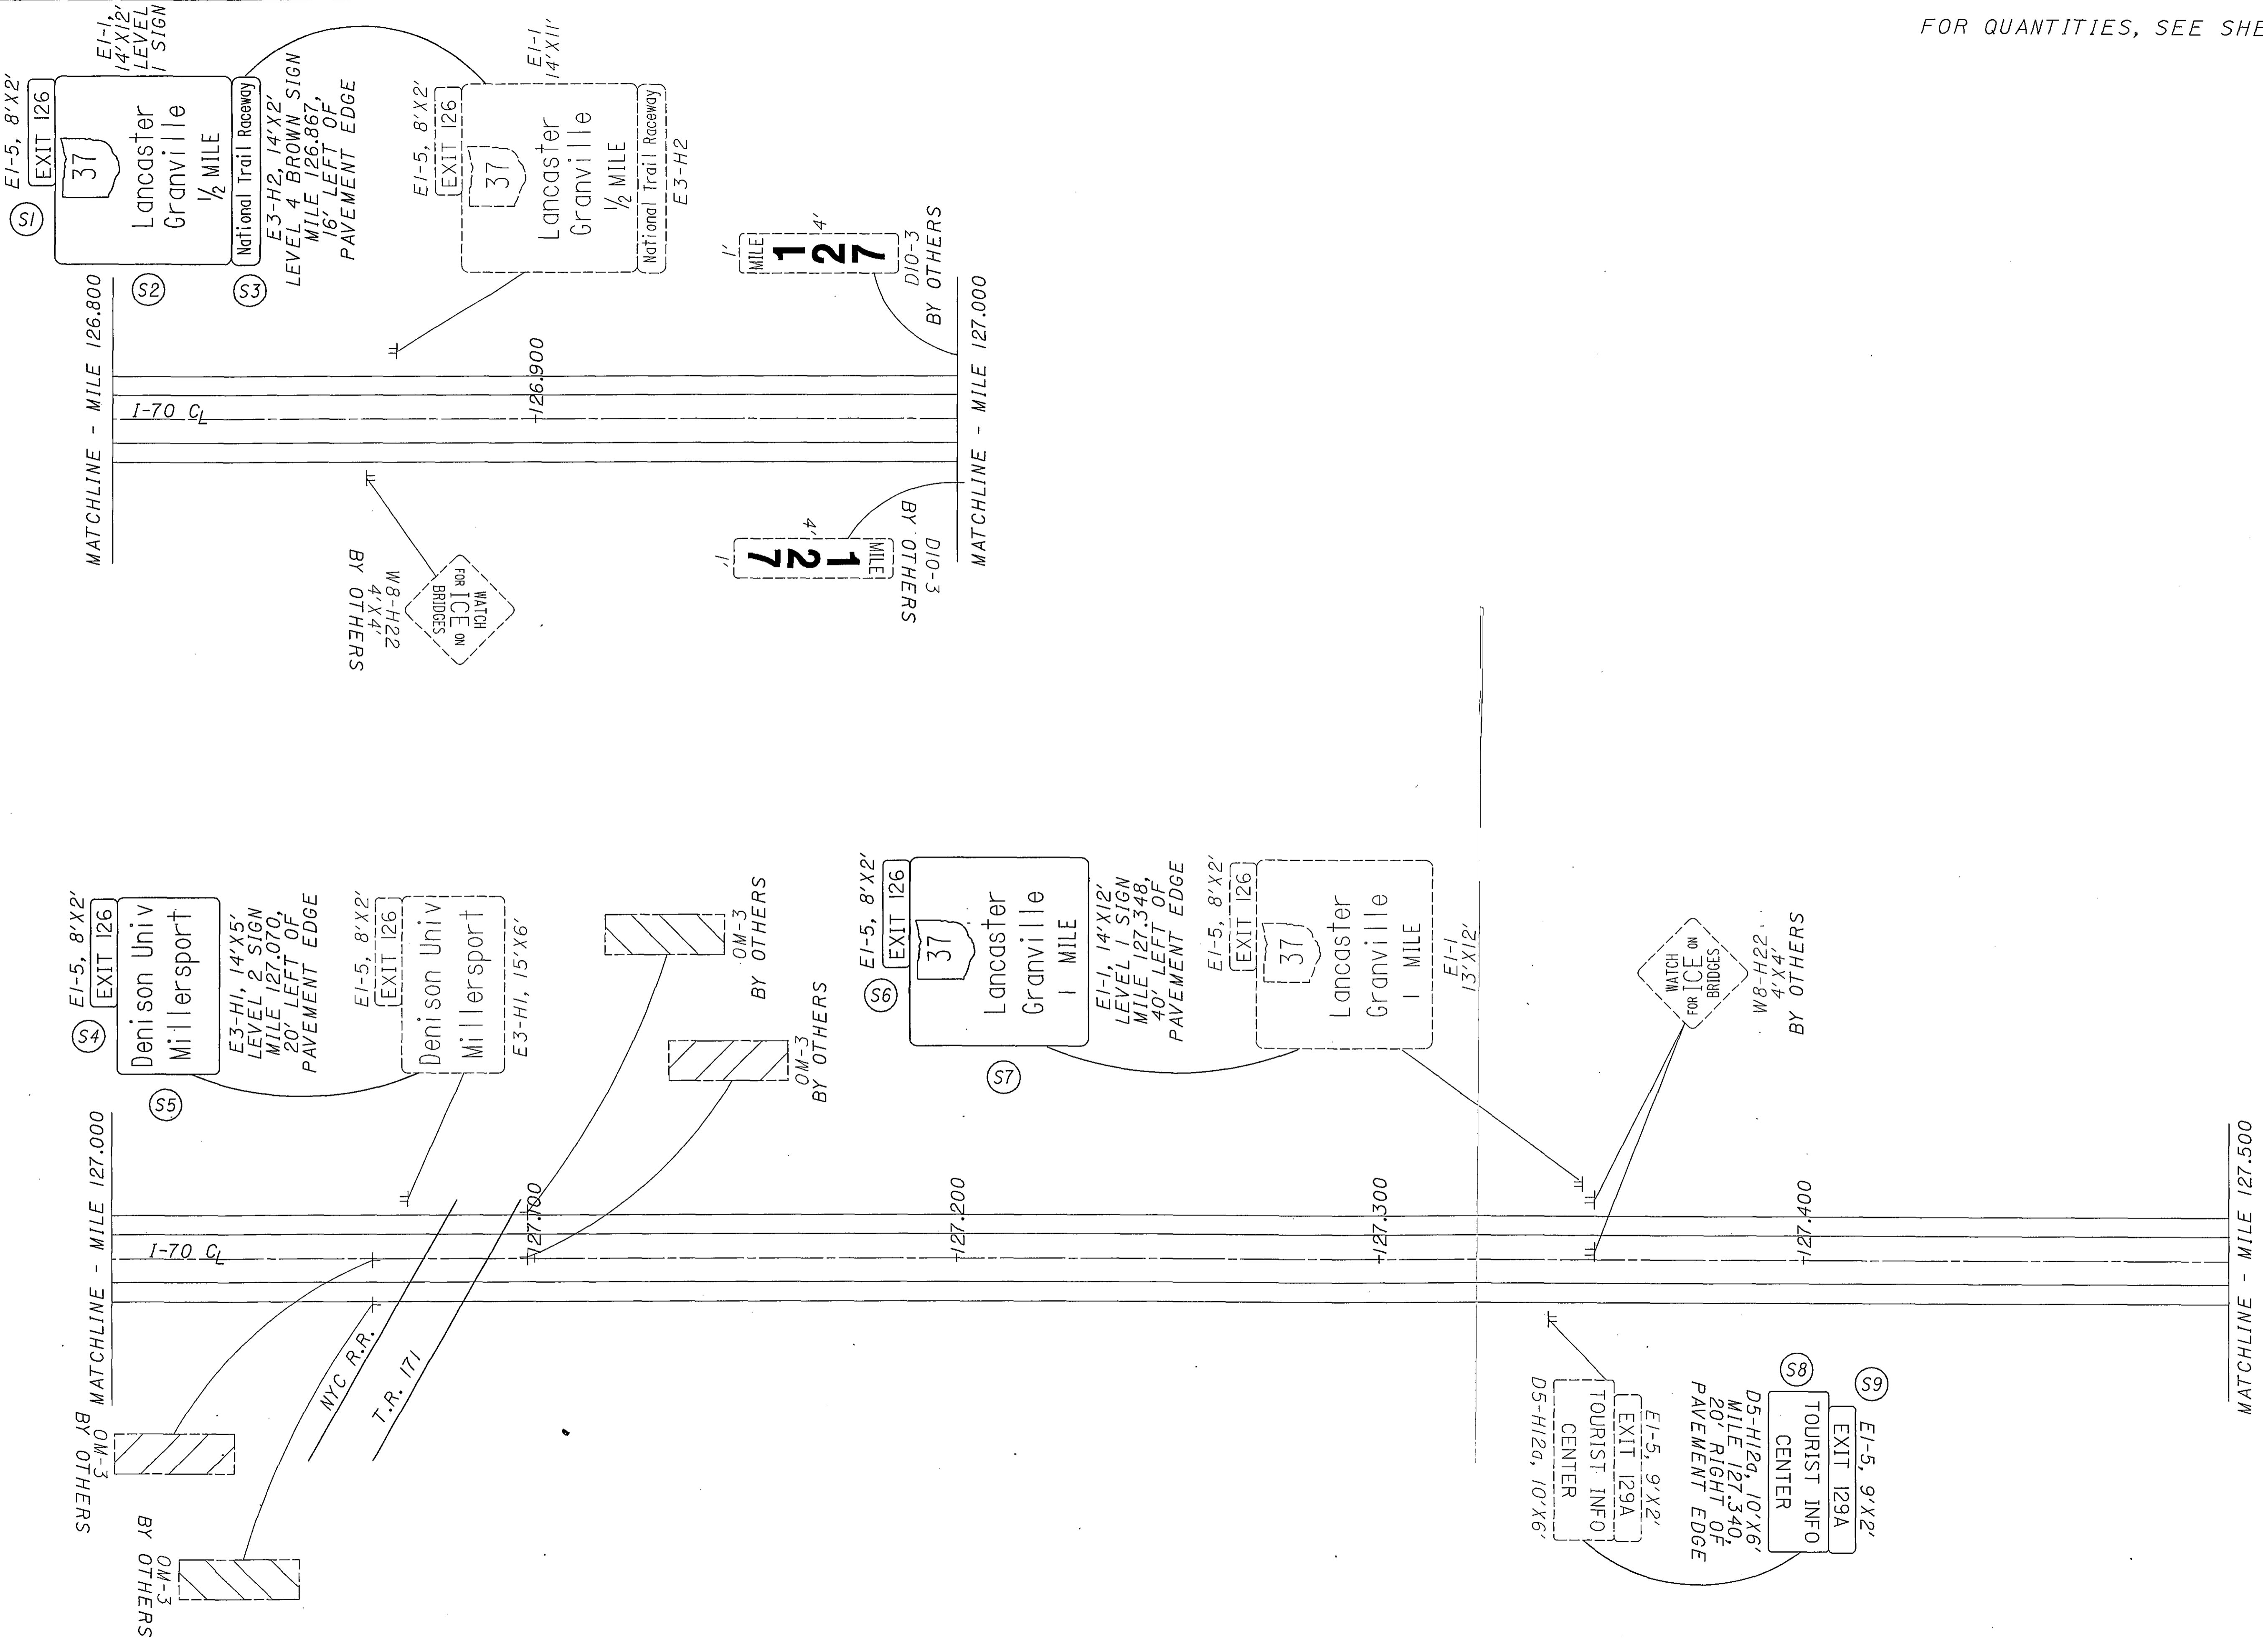 FOR QUANTITIES, SEE SHE
E1-5, 8'X2'
S1
EXIT 126
37
Lancaster
Granville
1/2 MILE
E1-1,
14'X12'
LEVEL
1 SIGN
S2
National Trail Raceway
S3
E3-H2, 14'X2'
LEVEL 4 BROWN SIGN
MILE 126.867,
16' LEFT OF
PAVEMENT EDGE
E1-5, 8'X2'
EXIT 126
37
Lancaster
Granville
1/2 MILE
E1-1
14'X11'
National Trail Raceway
E3-H2
1'
4'
MILE
1
2
7
D10-3
BY OTHERS
MATCHLINE - MILE 126.800
I-70 CL
126.900
MATCHLINE - MILE 127.000
WATCH
FOR ICE ON
BRIDGES
W8-H22
4'X4'
BY OTHERS
1'
4'
MILE
1
2
7
D10-3
BY OTHERS
E1-5, 8'X2'
S4
EXIT 126
Denison Univ
Millersport
S5
E3-H1, 14'X5'
LEVEL 2 SIGN
MILE 127.070,
20' LEFT OF
PAVEMENT EDGE
E1-5, 8'X2'
EXIT 126
Denison Univ
Millersport
E3-H1, 15'X6'
OM-3
BY OTHERS
OM-3
BY OTHERS
E1-5, 8'X2'
S6
EXIT 126
37
Lancaster
Granville
1 MILE
S7
E1-1, 14'X12'
LEVEL 1 SIGN
MILE 127.348,
40' LEFT OF
PAVEMENT EDGE
E1-5, 8'X2'
EXIT 126
37
Lancaster
Granville
1 MILE
E1-1
13'X12'
WATCH
FOR ICE ON
BRIDGES
W8-H22
4'X4'
BY OTHERS
MATCHLINE - MILE 127.000
I-70 CL
127.100
127.200
127.300
127.400
MATCHLINE - MILE 127.500
NYC R.R.
T.R. 171
OM-3
BY OTHERS
OM-3
BY OTHERS
E1-5, 9'X2'
EXIT 129A
TOURIST INFO
CENTER
D5-H12a, 10'X6'
S9
E1-5, 9'X2'
EXIT 129A
S8
TOURIST INFO
CENTER
D5-H12a, 10'X6'
MILE 127.340,
20' RIGHT OF
PAVEMENT EDGE